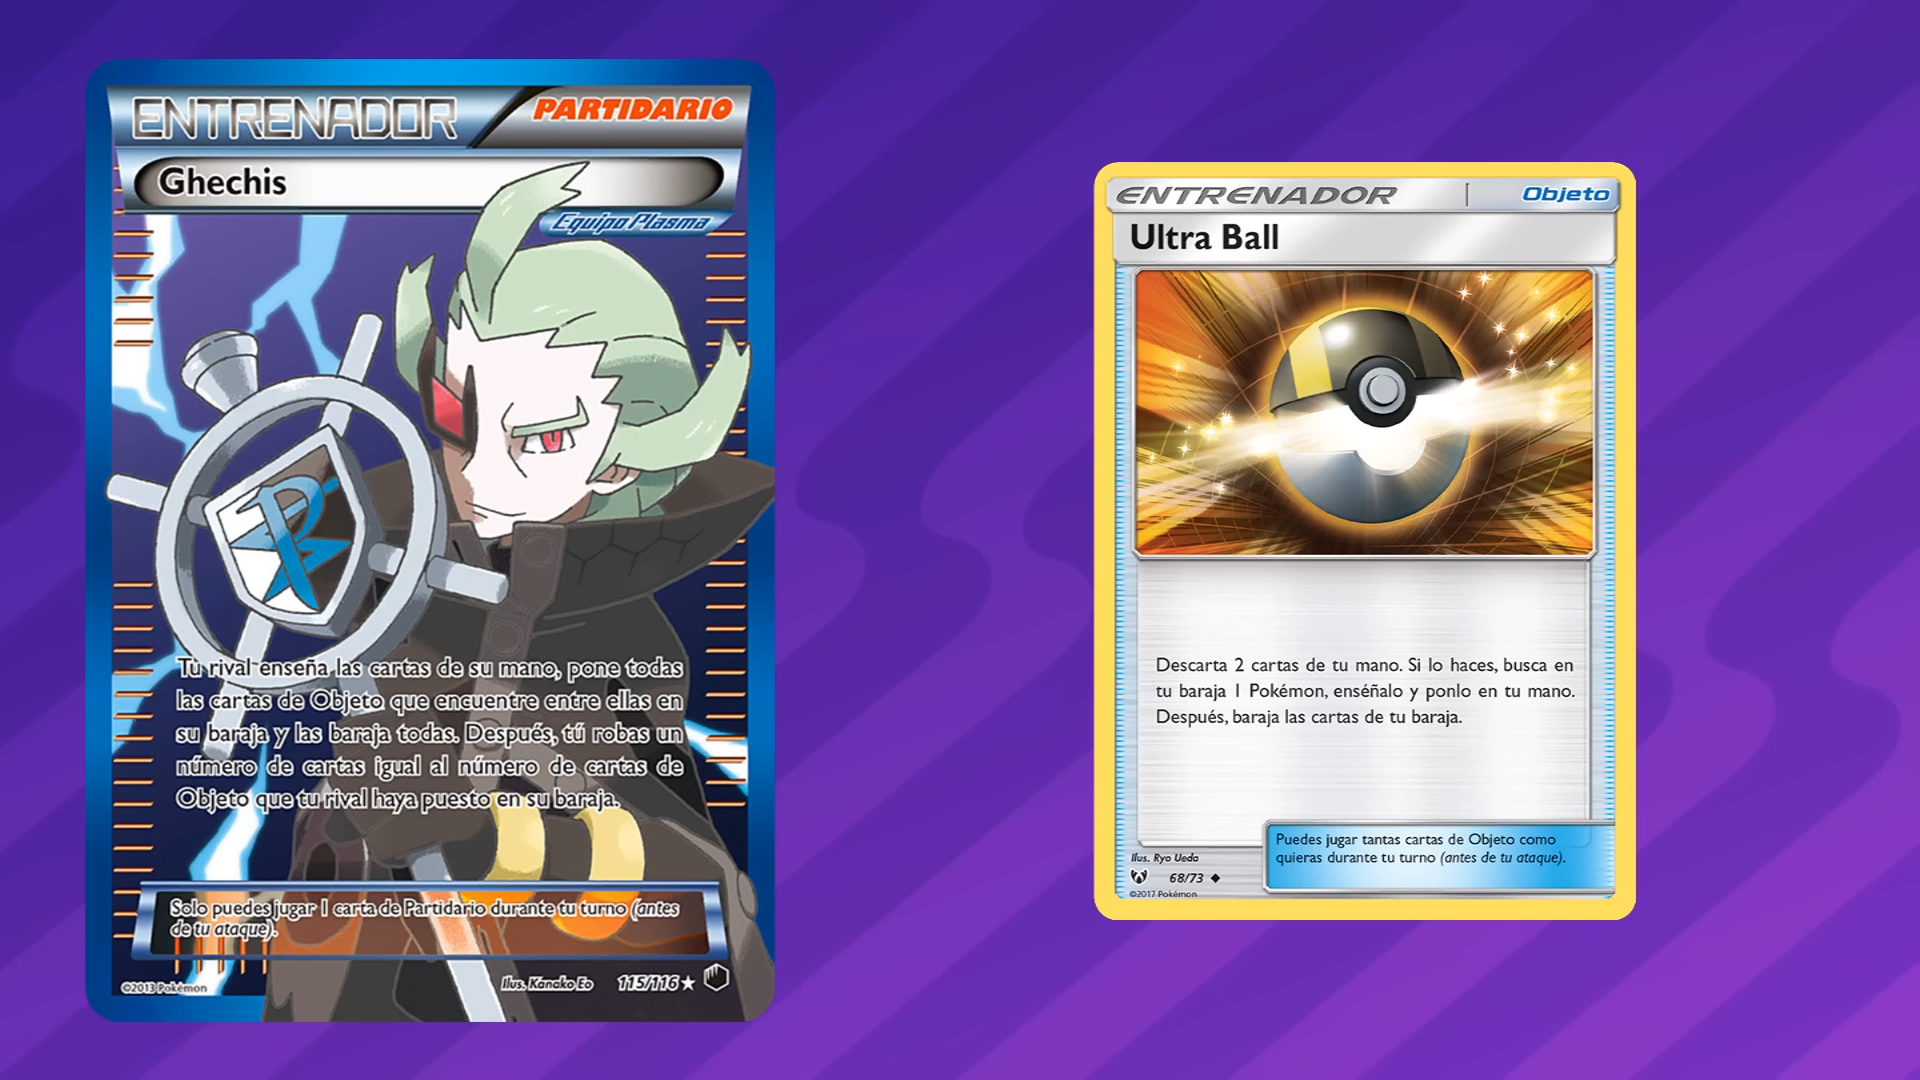 ENTRENADOR
PARTIDARIO
Ghechis
Equipo Plasma
Tu rival enseña las cartas de su mano, pone todas
las cartas de Objeto que encuentre entre ellas en
su baraja y las baraja todas. Después, tú robas un
número de cartas igual al número de cartas de
Objeto que tu rival haya puesto en su baraja.
Solo puedes jugar 1 carta de Partidario durante tu turno (antes
de tu ataque).
©2013 Pokémon
Ilus. Kanako Eo
115/116
ENTRENADOR
Objeto
Ultra Ball
Descarta 2 cartas de tu mano. Si lo haces, busca en
tu baraja 1 Pokémon, enséñalo y ponlo en tu mano.
Después, baraja las cartas de tu baraja.
Puedes jugar tantas cartas de Objeto como
quieras durante tu turno (antes de tu ataque).
Ilus. Ryo Ueda
68/73
©2017 Pokémon